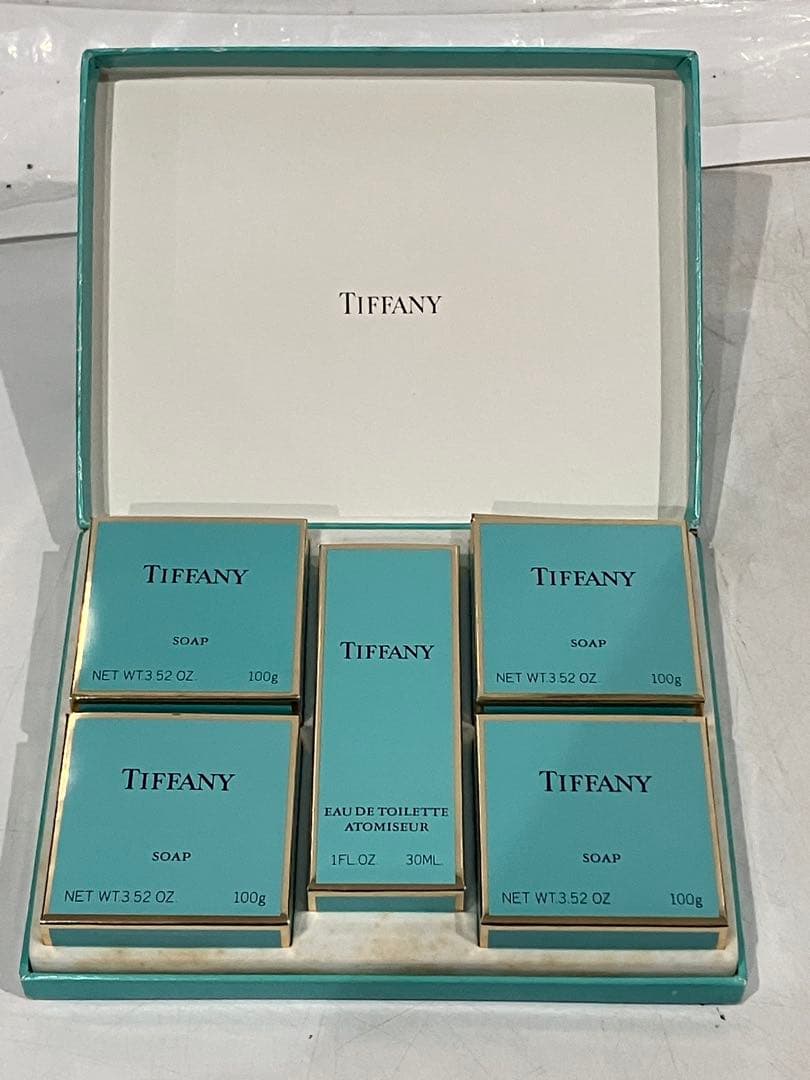 TIFFANY
TIFFANY
SOAP
NET WT.3.52 OZ. 100g
TIFFANY
SOAP
NET WT.3.52 OZ 100g
TIFFANY
EAU DE TOILETTE
ATOMISEUR
1FL.OZ. 30ML.
TIFFANY
SOAP
NET WT.3.52 OZ. 100g
TIFFANY
SOAP
NET WT.3.52 OZ 100g